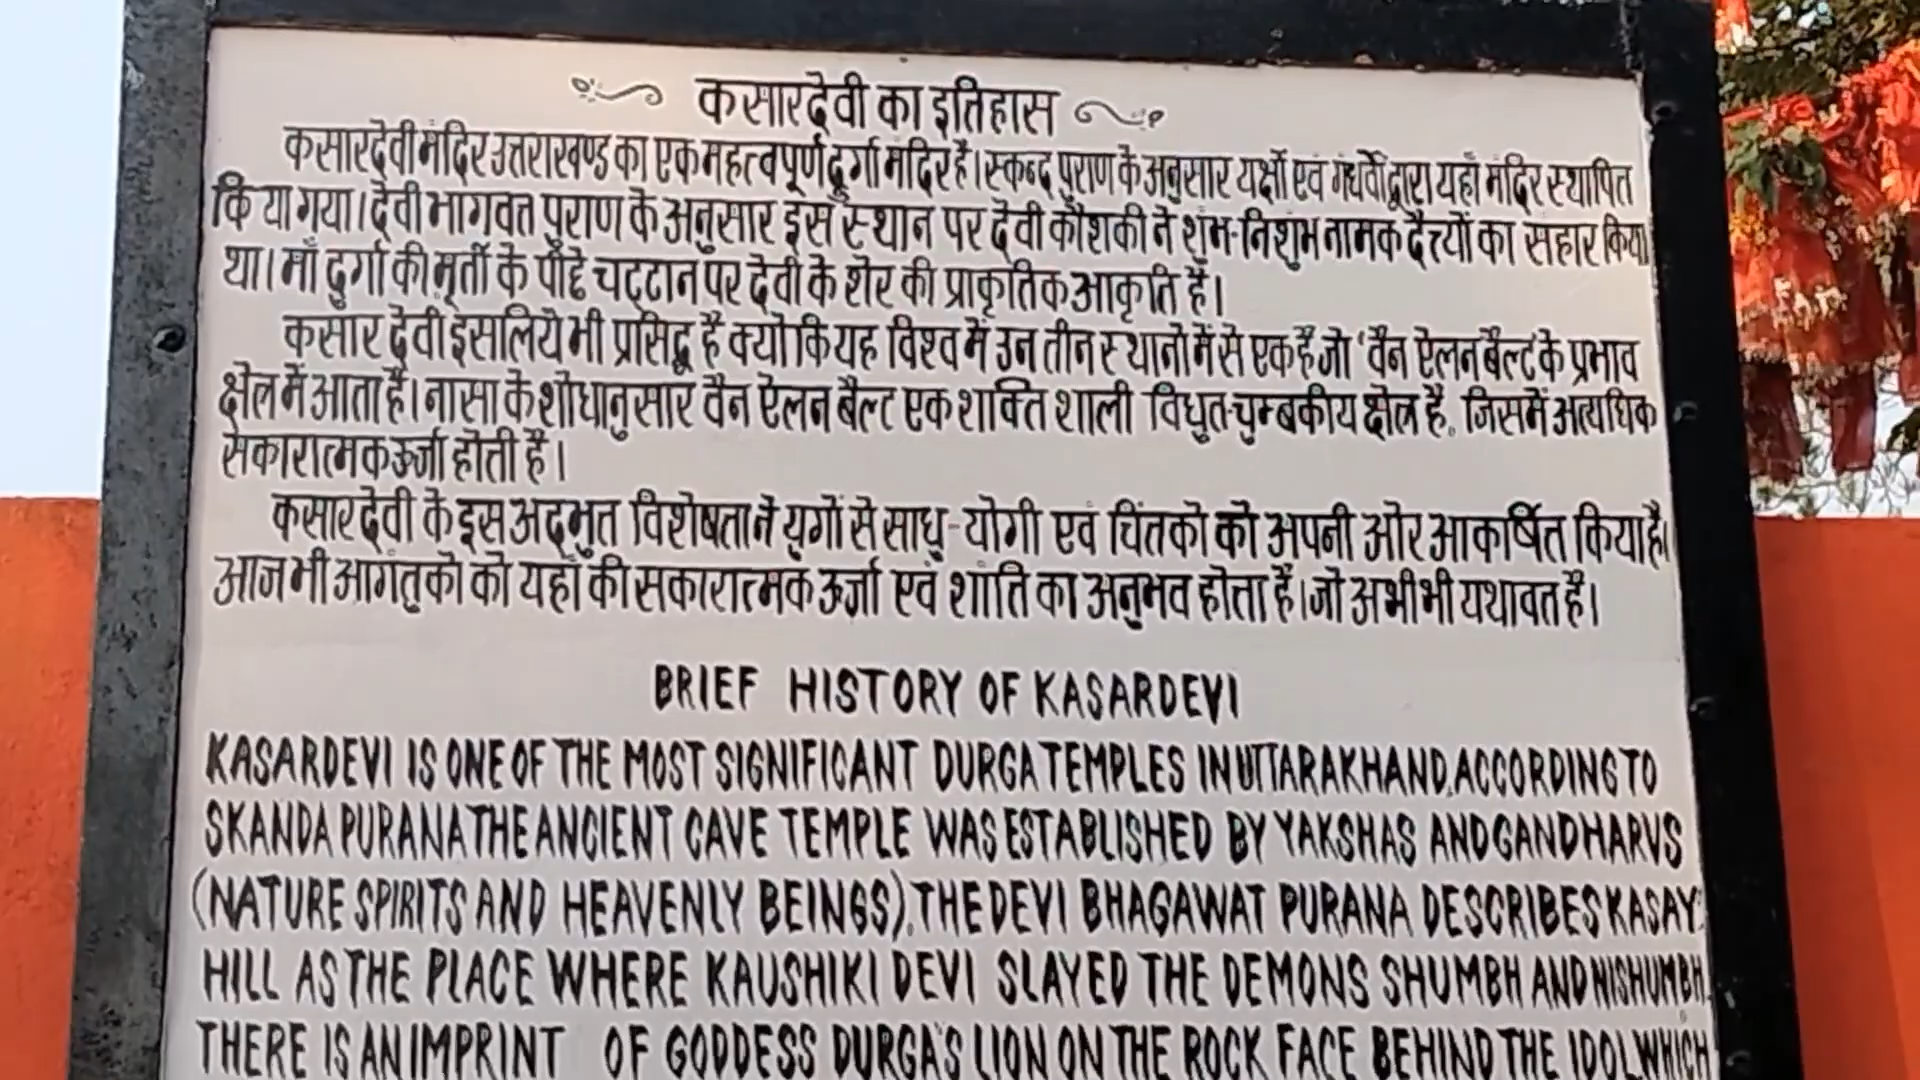 कसारदेवी का इतिहास
कसारदेवी मंदिर उत्तराखण्ड का एक महत्वपूर्ण दुर्गा मंदिर है। स्कन्द पुराण के अनुसार यक्षों एवं गंधर्वो द्वारा यहाँ मंदिर स्थापित
किया गया। देवी भागवत पुराण के अनुसार इस स्थान पर देवी कौशकी ने शुंभ-निशुंभ नामक दैत्त्यों का संहार किया
था। माँ दुर्गा की मूर्ती के पीछे चट्टान पर देवी के शेर की प्राकृतिक आकृति है।
कसार देवी इसलिये भी प्रसिद्ध है क्योकि यह विश्व में उन तीन स्थानो में से एक है जो 'वैन ऐलन बैल्ट' के प्रभाव
क्षेत्र में आता है। नासा के शोधानुसार वैन ऐलन बैल्ट एक शक्तिशाली विधुत-चुम्बकीय क्षेत्र है, जिसमें अत्यधिक
सकारात्मक ऊर्जा होती है।
कसार देवी के इस अदभुत विशेषता ने युगों से साधु-योगी एवं चिंतको को अपनी ओर आकर्षित किया है।
आज भी आगंतुको को यहाँ की सकारात्मक ऊर्जा एवं शांति का अनुभव होता है। जो अभी भी यथावत है।
BRIEF HISTORY OF KASARDEVI
KASARDEVI IS ONE OF THE MOST SIGNIFICANT DURGA TEMPLES IN UTTARAKHAND, ACCORDING TO
SKANDA PURANA THE ANCIENT CAVE TEMPLE WAS ESTABLISHED BY YAKSHAS AND GANDHARVS
(NATURE SPIRITS AND HEAVENLY BEINGS). THE DEVI BHAGAWAT PURANA DESCRIBES KASAY
HILL AS THE PLACE WHERE KAUSHIKI DEVI SLAYED THE DEMONS SHUMBH AND NISHUMBH.
THERE IS AN IMPRINT OF GODDESS DURGA'S LION ON THE ROCK FACE BEHIND THE IDOL WHICH